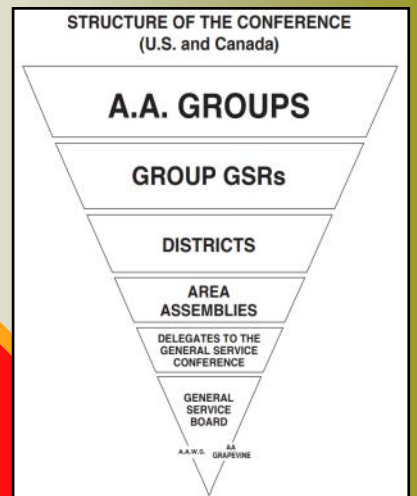 STRUCTURE OF THE CONFERENCE
(U.S. and Canada)
A.A. GROUPS
GROUP GSRs
DISTRICTS
AREA
ASSEMBLIES
DELEGATES TO THE
GENERAL SERVICE
CONFERENCE
GENERAL
SERVICE
BOARD
A.A.W.S.
AA
GRAPEVINE